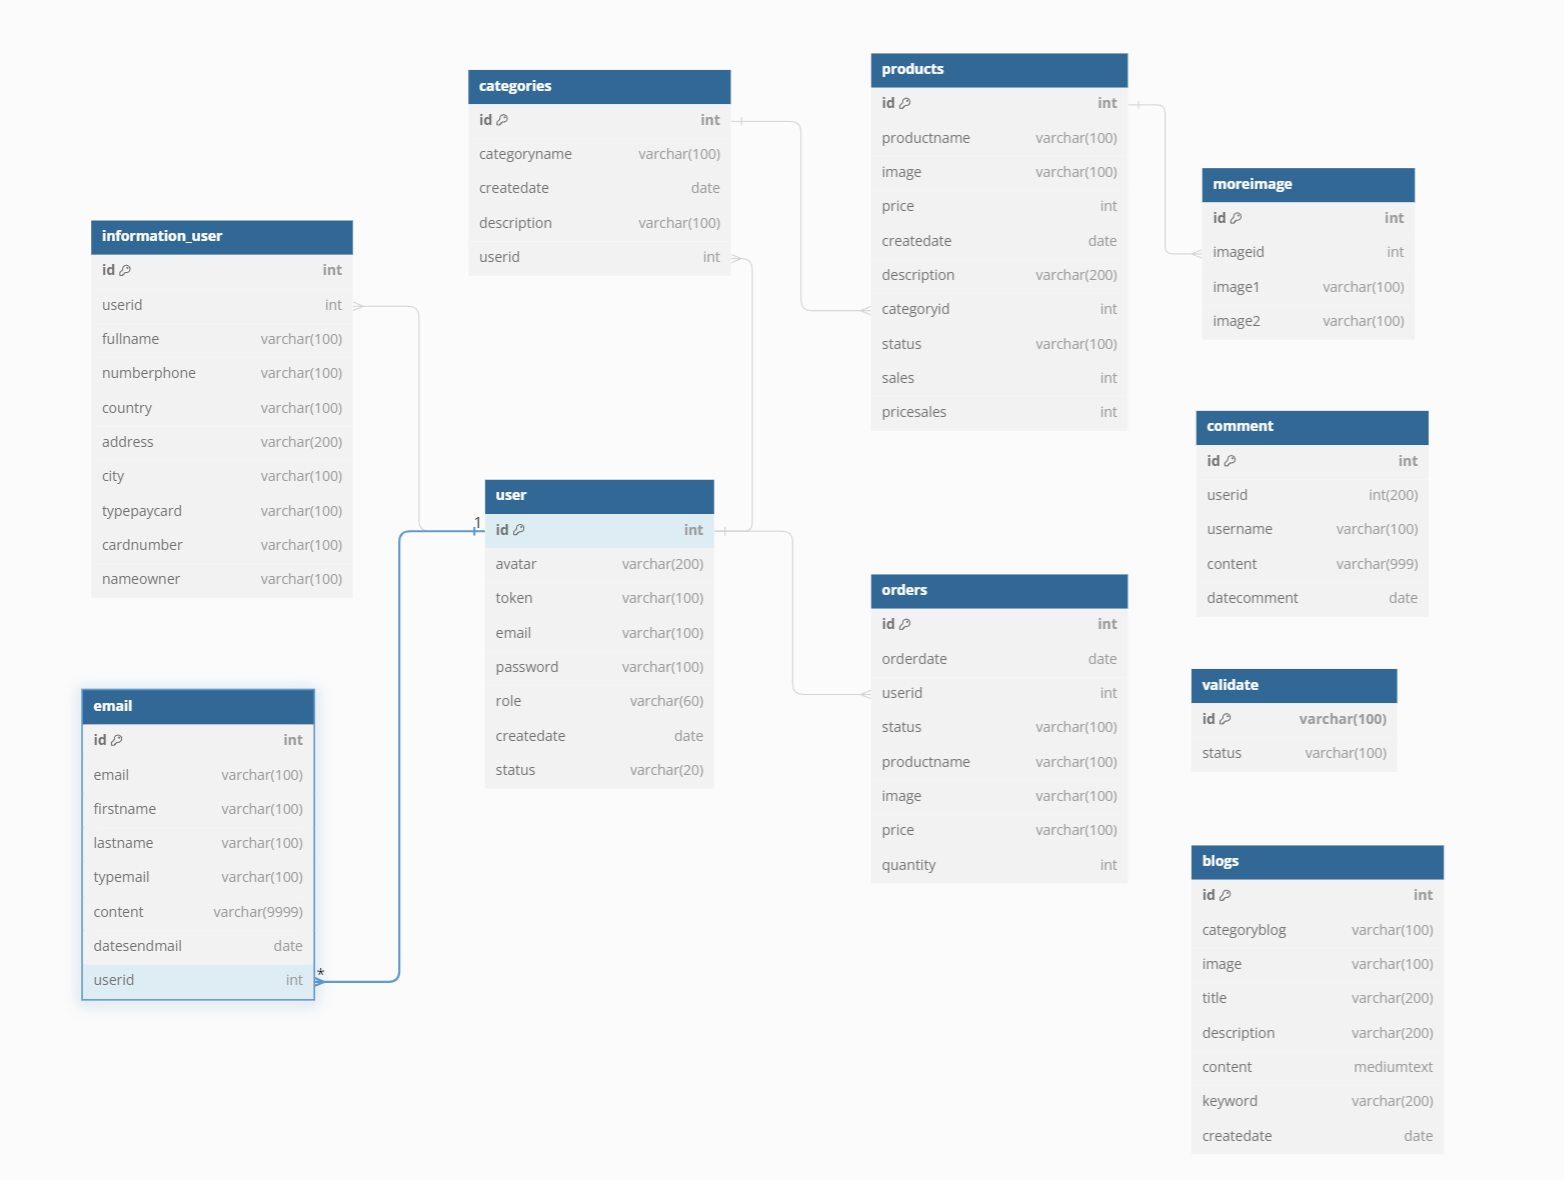 categories
id int
categoryname varchar(100)
createdate date
description varchar(100)
userid int
products
id int
productname varchar(100)
image varchar(100)
price int
createdate date
description varchar(200)
categoryid int
status varchar(100)
sales int
pricesales int
moreimage
id int
imageid int
image1 varchar(100)
image2 varchar(100)
information_user
id int
userid int
fullname varchar(100)
numberphone varchar(100)
country varchar(100)
address varchar(200)
city varchar(100)
typepaycard varchar(100)
cardnumber varchar(100)
nameowner varchar(100)
user
1
id int
avatar varchar(200)
token varchar(100)
email varchar(100)
password varchar(100)
role varchar(60)
createdate date
status varchar(20)
comment
id int
userid int(200)
username varchar(100)
content varchar(999)
datecomment date
orders
id int
orderdate date
userid int
status varchar(100)
productname varchar(100)
image varchar(100)
price varchar(100)
quantity int
validate
id varchar(100)
status varchar(100)
email
id int
email varchar(100)
firstname varchar(100)
lastname varchar(100)
typemail varchar(100)
content varchar(9999)
datesendmail date
userid int
*
blogs
id int
categoryblog varchar(100)
image varchar(100)
title varchar(200)
description varchar(200)
content mediumtext
keyword varchar(200)
createdate date